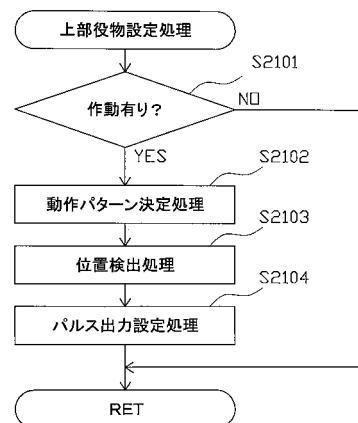 上部役物設定処理
S2101
作動有り?
NO
YES
S2102
動作パターン決定処理
S2103
位置検出処理
S2104
パルス出力設定処理
RET